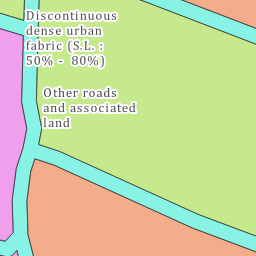 Discontinuous
dense urban
fabric (S.L. :
50% - 80%)
Other roads
and associated
land